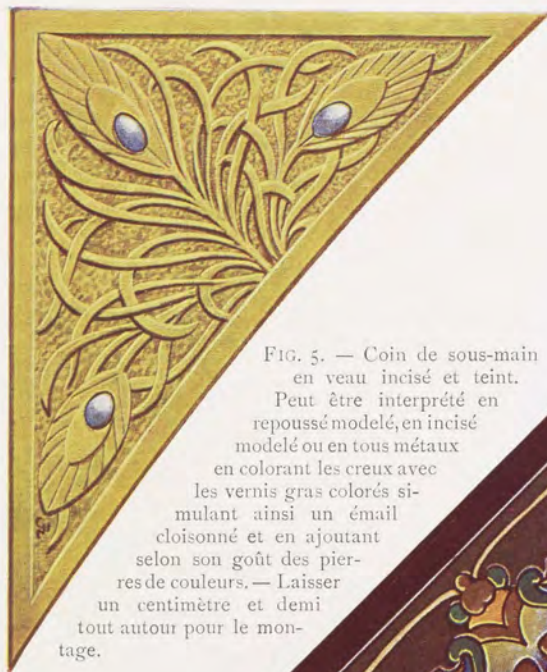 FIG. 5. — Coin de sous-main
en veau incisé et teint.
Peut être interprété en
repoussé modelé, en incisé
modelé ou en tous métaux
en colorant les creux avec
les vernis gras colorés si-
mulant ainsi un émail
cloisonné et en ajoutant
selon son goût des pier-
res de couleurs. — Laisser
un centimètre et demi
tout autour pour le mon-
tage.